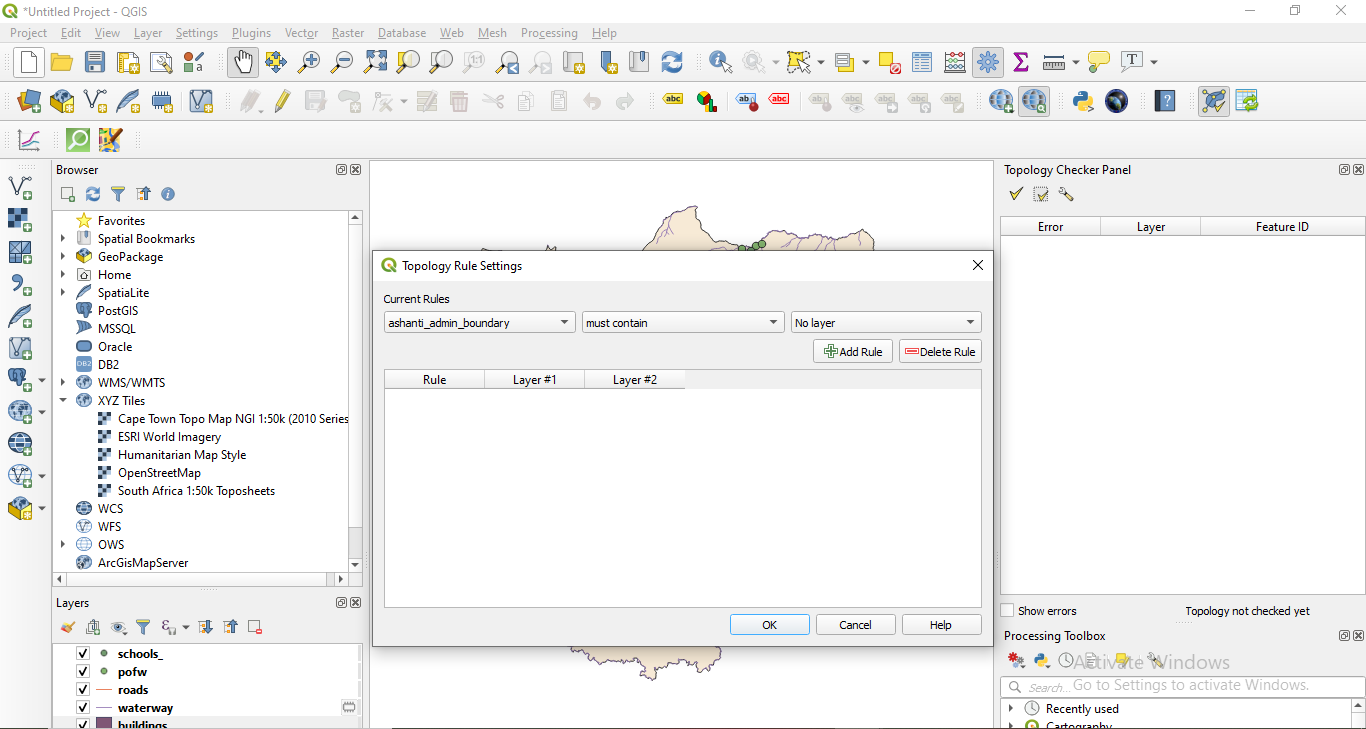 *Untitled Project - QGIS
Project Edit View Layer Settings Plugins Vector Raster Database Web Mesh Processing Help
Browser
Favorites
Spatial Bookmarks
GeoPackage
Home
SpatiaLite
PostGIS
MSSQL
Oracle
DB2
WMS/WMTS
XYZ Tiles
Cape Town Topo Map NGI 1:50k (2010 Series
ESRI World Imagery
Humanitarian Map Style
OpenStreetMap
South Africa 1:50k Toposheets
WCS
WFS
OWS
ArcGisMapServer
Layers
schools_
pofw
roads
waterway
buildings
Topology Rule Settings
Current Rules
ashanti_admin_boundary must contain No layer
Add Rule Delete Rule
Rule Layer #1 Layer #2
OK Cancel Help
Topology Checker Panel
Error Layer Feature ID
Show errors Topology not checked yet
Processing Toolbox
Activate Windows
Search... Go to Settings to activate Windows.
Recently used
Cartography